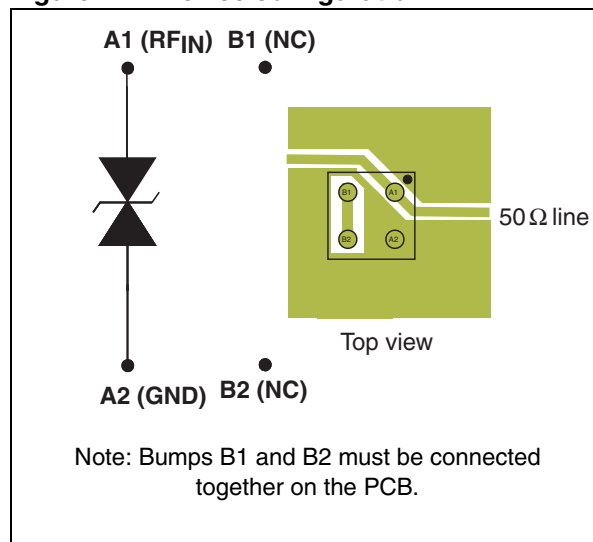 A1 (RFIN) B1 (NC)
B1 A1
B2 A2
50 Ω line
Top view
A2 (GND) B2 (NC)
Note: Bumps B1 and B2 must be connected
together on the PCB.